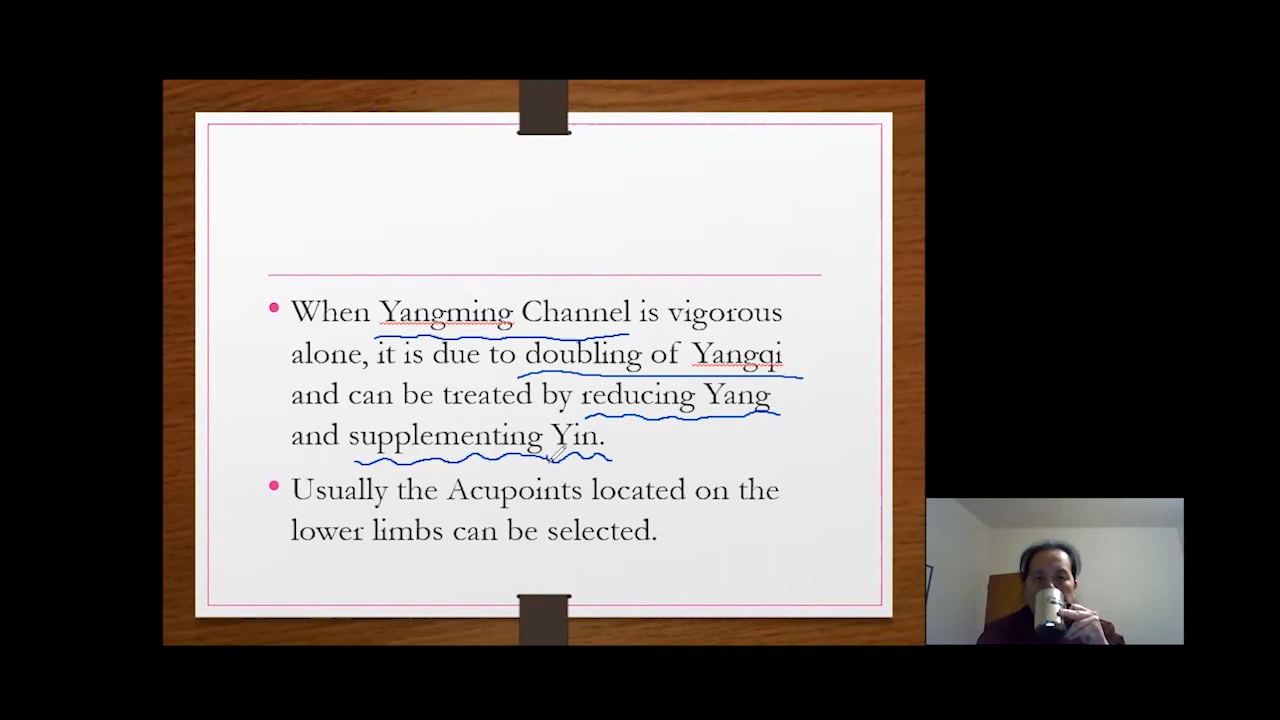 • When Yangming Channel is vigorous
alone, it is due to doubling of Yangqi
and can be treated by reducing Yang
and supplementing Yin.
• Usually the Acupoints located on the
lower limbs can be selected.